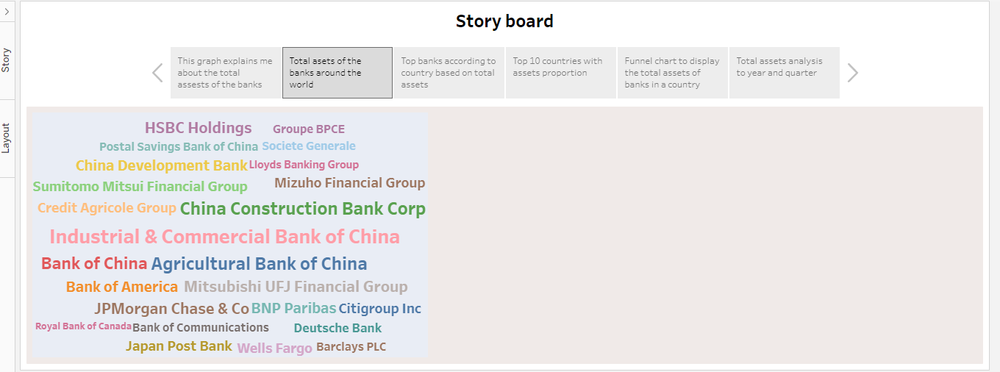 Story board
Story
Layout
This graph explains me
about the total
assests of the banks
Total asets of the
banks around the
world
Top banks according to
country based on total
assets
Top 10 countries with
assets proportion
Funnel chart to display
the total assets of
banks in a country
Total assets analysis
to year and quarter
HSBC Holdings
Groupe BPCE
Postal Savings Bank of China
Societe Generale
China Development Bank
Lloyds Banking Group
Sumitomo Mitsui Financial Group
Mizuho Financial Group
Credit Agricole Group
China Construction Bank Corp
Industrial & Commercial Bank of China
Bank of China
Agricultural Bank of China
Bank of America
Mitsubishi UFJ Financial Group
JPMorgan Chase & Co
BNP Paribas
Citigroup Inc
Royal Bank of Canada
Bank of Communications
Deutsche Bank
Japan Post Bank
Wells Fargo
Barclays PLC